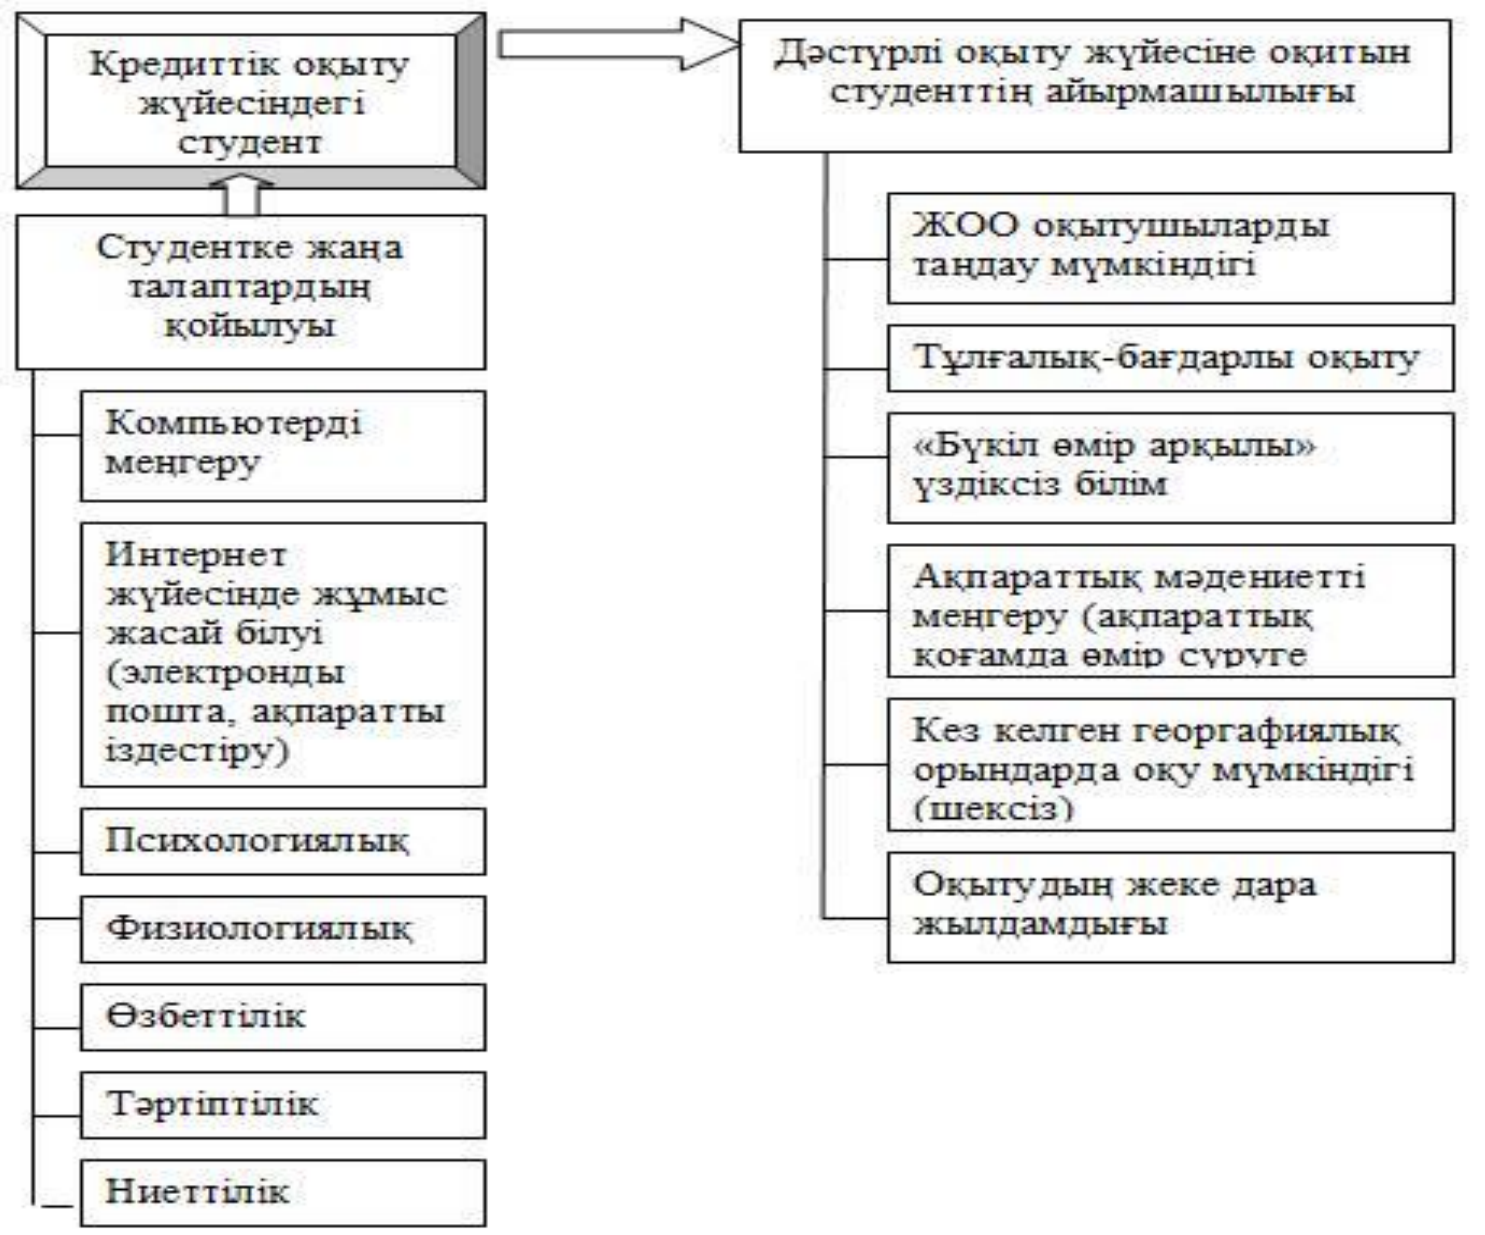 Кредиттік оқыту
жүйесіндегі
студент
Студентке жаңа
талаптардың
қойылуы
Компьютерді
меңгеру
Интернет
жүйесінде жұмыс
жасай білуі
(электронды
пошта, ақпаратты
іздестіру)
Психологиялық
Физиологиялық
Өзбеттілік
Тәртіптілік
Ниеттілік
Дәстүрлі оқыту жүйесіне оқитын
студенттің айырмашылығы
ЖОО оқытушыларды
таңдау мүмкіндігі
Тұлғалық-бағдарлы оқыту
«Бүкіл өмір арқылы»
үздіксіз білім
Ақпараттық мәдениетті
меңгеру (ақпараттық
қоғамда өмір сүруге
Кез келген георгафиялық
орындарда оқу мүмкіндігі
(шексіз)
Оқытудың жеке дара
жылдамдығы